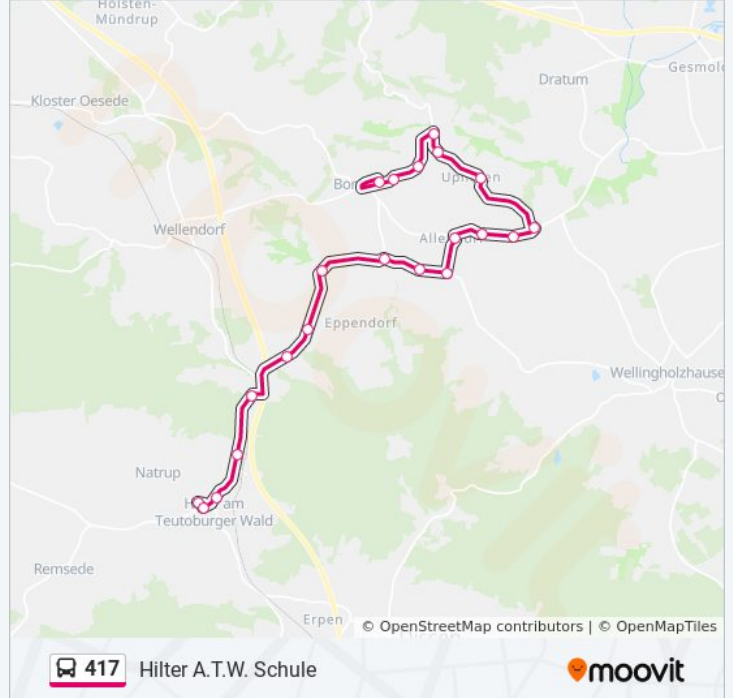 Holsten-
Mündrup
Gesmold
Dratum
Kloster Oesede
Wellendorf
Eppendorf
Wellingholzhause
Natrup
am
Teutoburger Wald
Remsede
Erpen
© OpenStreetMap contributors | © OpenMapTiles
417 Hilter A.T.W. Schule
moovit